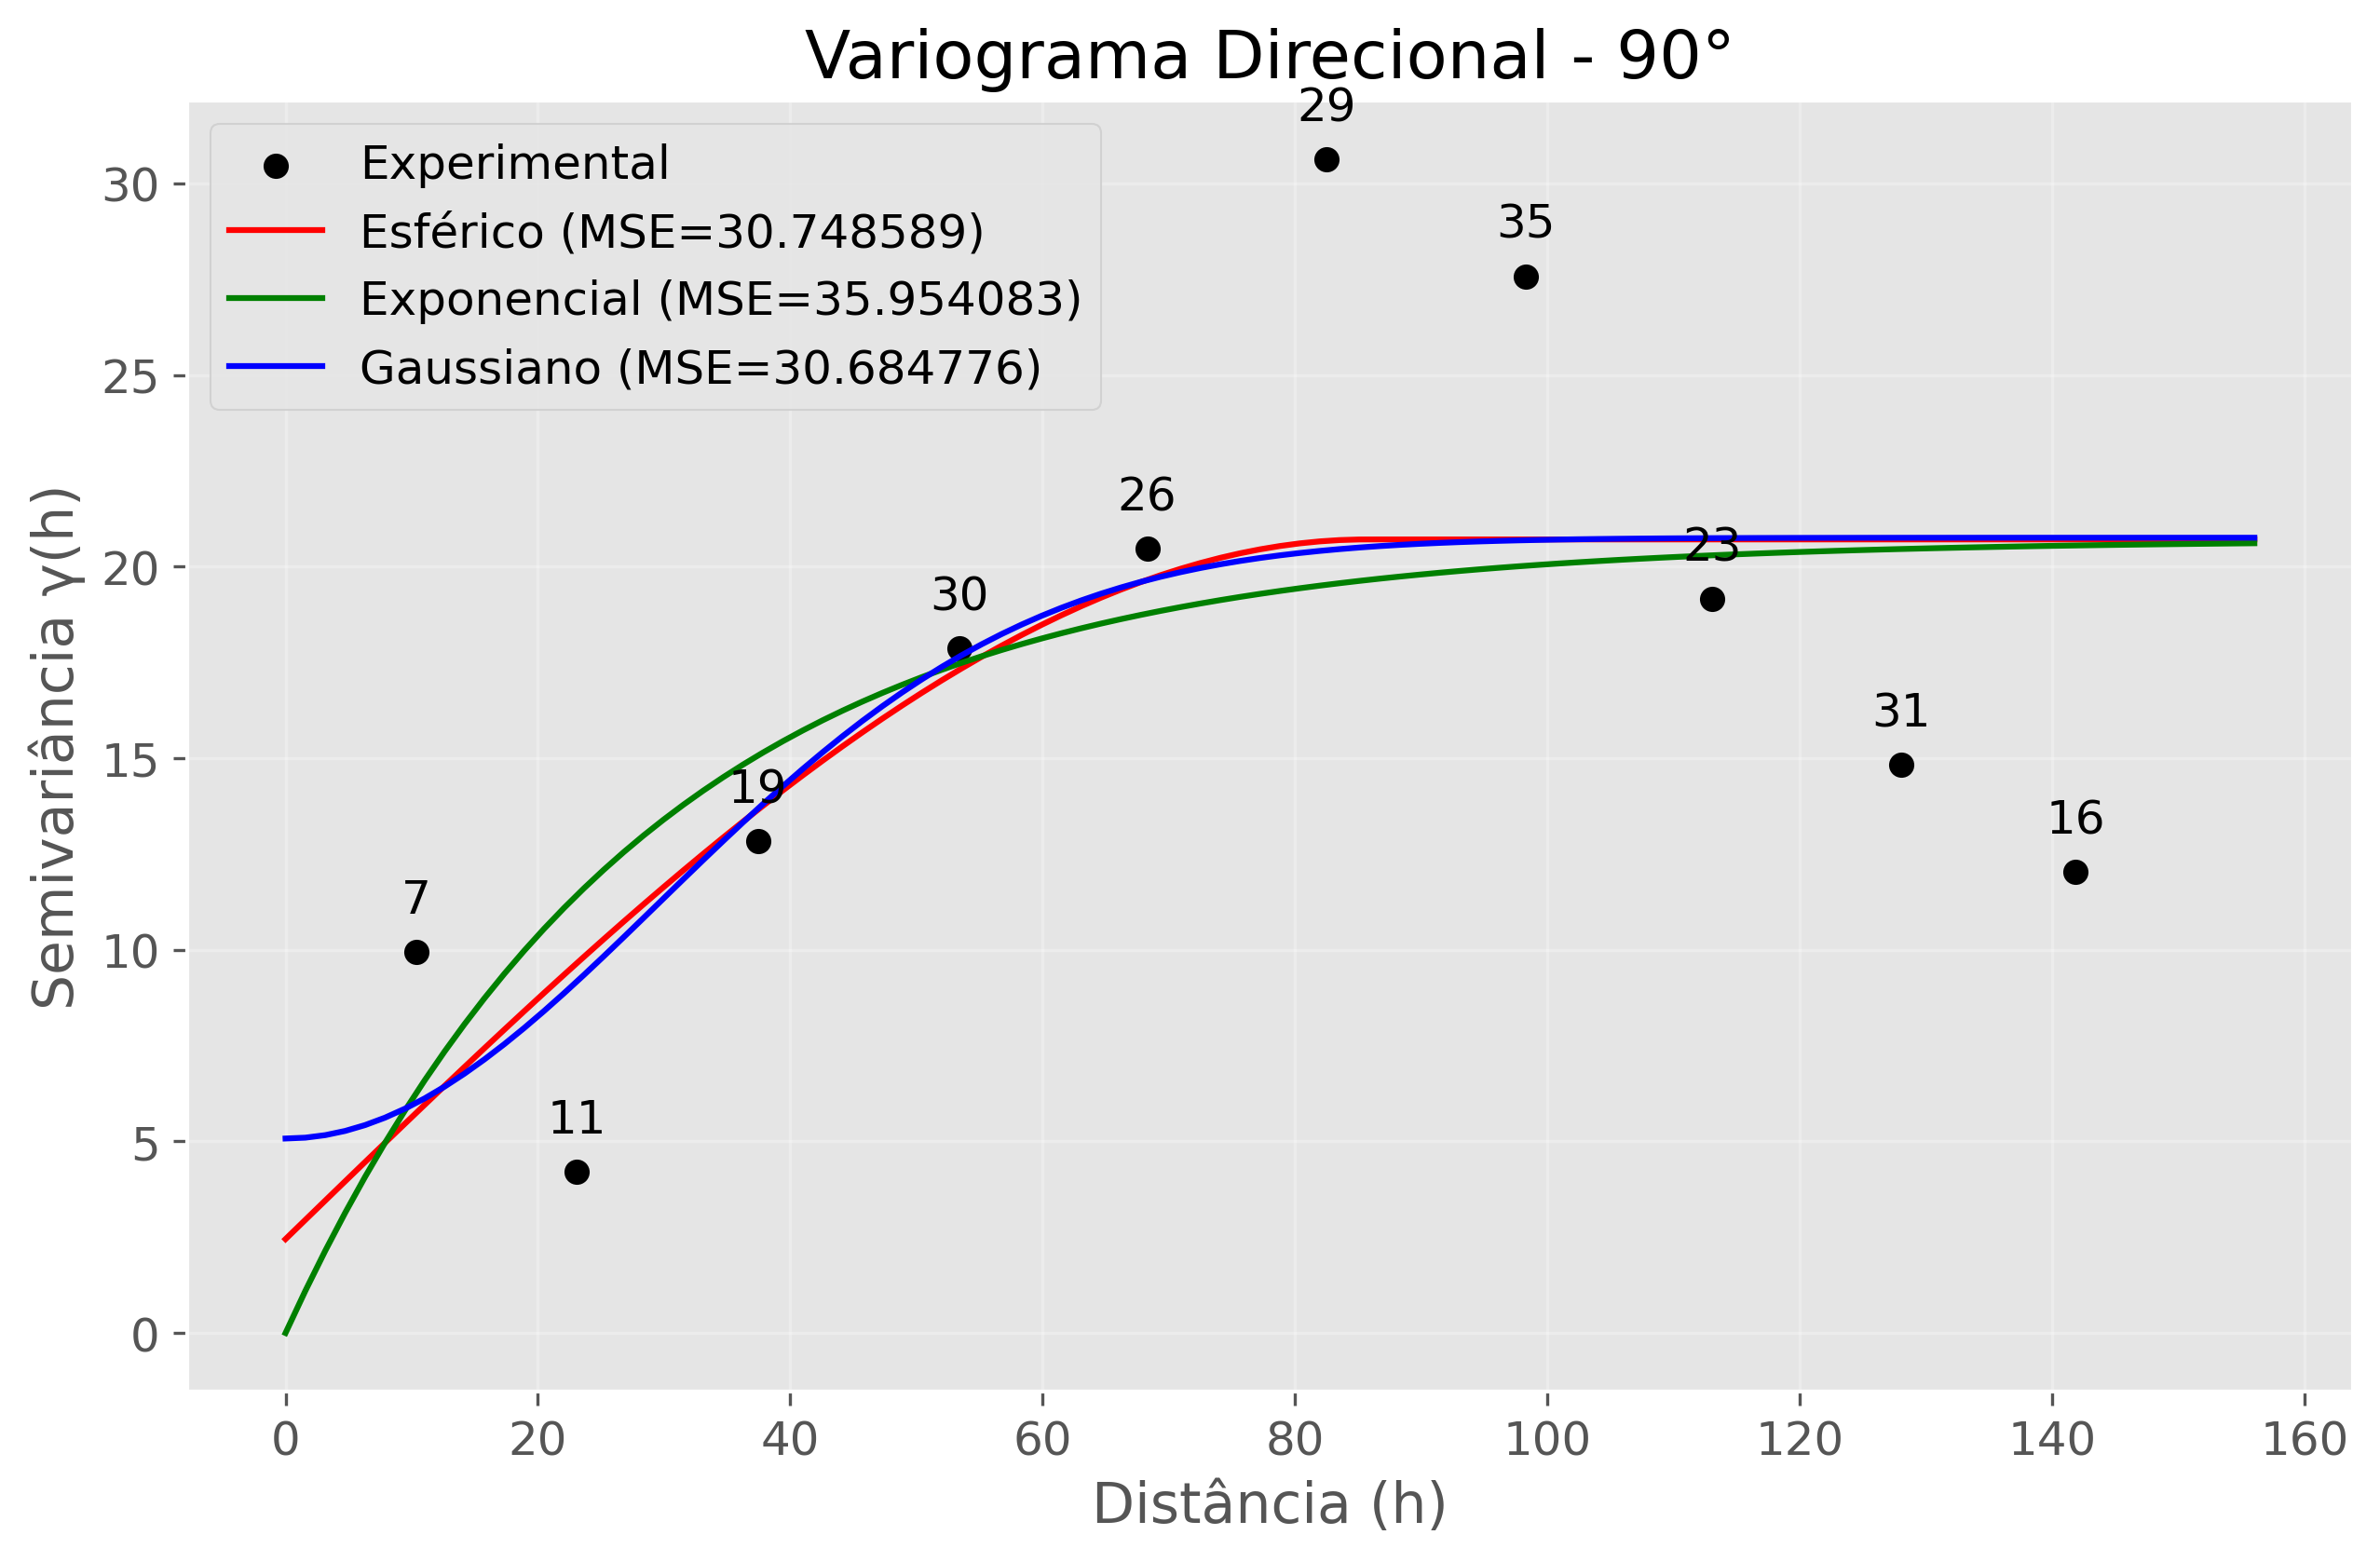 Variograma Direcional - 90°
Experimental
Esférico (MSE=30.748589)
Exponencial (MSE=35.954083)
Gaussiano (MSE=30.684776)
29
35
26
23
30
31
19
16
7
11
Semivariância γ(h)
30
25
20
15
10
5
0
0 20 40 60 80 100 120 140 160
Distância (h)